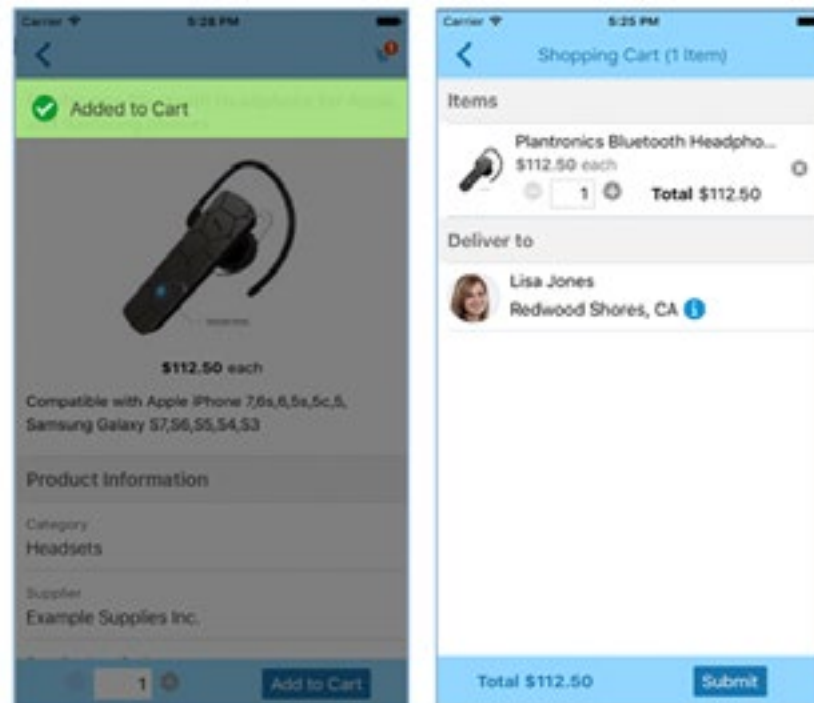 Carrier
5:28 PM
1
Added to Cart
$112.50 each
Compatible with Apple iPhone 7,6s,6,5s,5c,5,
Samsung Galaxy S7,S6,S5,S4,S3
Product Information
Category
Headsets
Supplier
Example Supplies Inc.
1
Add to Cart
Carrier
5:25 PM
Shopping Cart (1 Item)
Items
Plantronics Bluetooth Headpho...
$112.50 each
1 Total $112.50
Deliver to
Lisa Jones
Redwood Shores, CA
Total $112.50
Submit